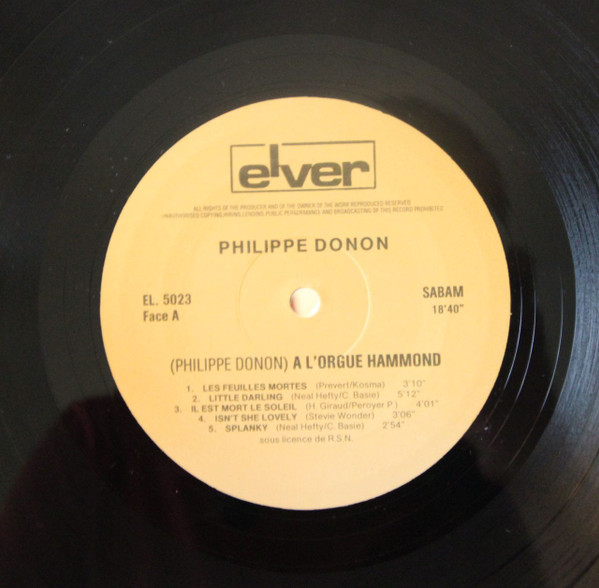 elver
ALL RIGHTS OF THE PRODUCER AND OF THE OWNER OF THE WORK REPRODUCED RESERVED
UNAUTHORISED COPYING, HIRING, LENDING, PUBLIC PERFORMANCE AND BROADCASTING OF THIS RECORD PROHIBITED
PHILIPPE DONON
EL. 5023 SABAM
Face A 18'40"
(PHILIPPE DONON) A L'ORGUE HAMMOND
1. LES FEUILLES MORTES (Prevert/Kosma) 3'10"
2. LITTLE DARLING (Neal Hefty/C. Basie) 5'12"
3. IL EST MORT LE SOLEIL (H. Giraud/Peroyer P.) 4'01"
4. ISN'T SHE LOVELY (Stevie Wonder) 3'06"
5. SPLANKY (Neal Hefty/C. Basie) 2'54"
sous licence de R.S.N.